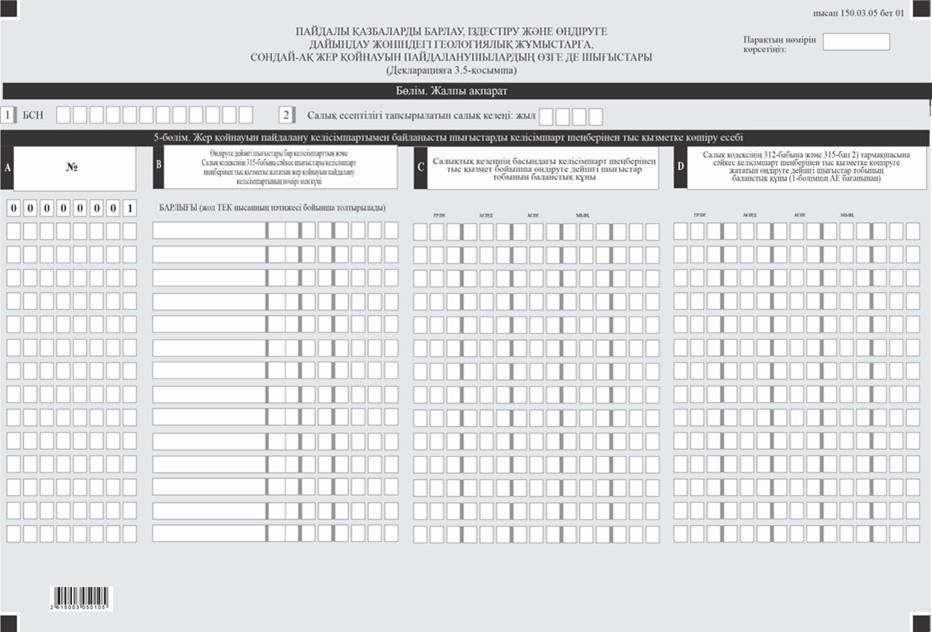 нысан 150.03.05 бет 01
ПАЙДАЛЫ ҚАЗБАЛАРДЫ БАРЛАУ, ІЗДЕСТІРУ ЖӘНЕ ӨНДІРУГЕ
ДАЙЫНДАУ ЖӨНІНДЕГІ ГЕОЛОГИЯЛЫҚ ЖҰМЫСТАРҒА,
СОНДАЙ-АҚ ЖЕР ҚОЙНАУЫН ПАЙДАЛАНУШЫЛАРДЫҢ ӨЗГЕ ДЕ ШЫҒЫСТАРЫ
(Декларацияға 3.5-қосымша)
Парақтың нөмірін
көрсетіңіз:
Бөлім. Жалпы ақпарат
1 БСН
2 Салық есептілігі тапсырылатын салық кезеңі: жыл
5-бөлім. Жер қойнауын пайдалану келісімшартымен байланысты шығыстарды келісімшарт шеңберінен тыс қызметке көшіру есебі
A №
B Өндіруге дейінгі шығыстары бар келісімшарттың және
Салық кодексінің 315-бабына сәйкес шығыстары келісімшарт
шеңберінен тыс қызметке жататын жер қойнауын пайдалану
келісімшартының нөмірі мен күні
C Салықтық кезеңнің басындағы келісімшарт шеңберінен
тыс қызмет бойынша өндіруге дейінгі шығыстар
тобының баланстық құны
D Салық кодексінің 312-бабына және 315-бап 2) тармақшасына
сәйкес келісімшарт шеңберінен тыс қызметке көшіруге
жататын өндіруге дейінгі шығыстар тобының
баланстық құны (1-бөлімнің АЕ бағанынан)
0 0 0 0 0 0 0 1
БАРЛЫҒЫ (жол ТЕК нысанның нәтижесі бойынша толтырылады)
ТРЛН МЛРД МЛН МЫҢ
ТРЛН МЛРД МЛН МЫҢ